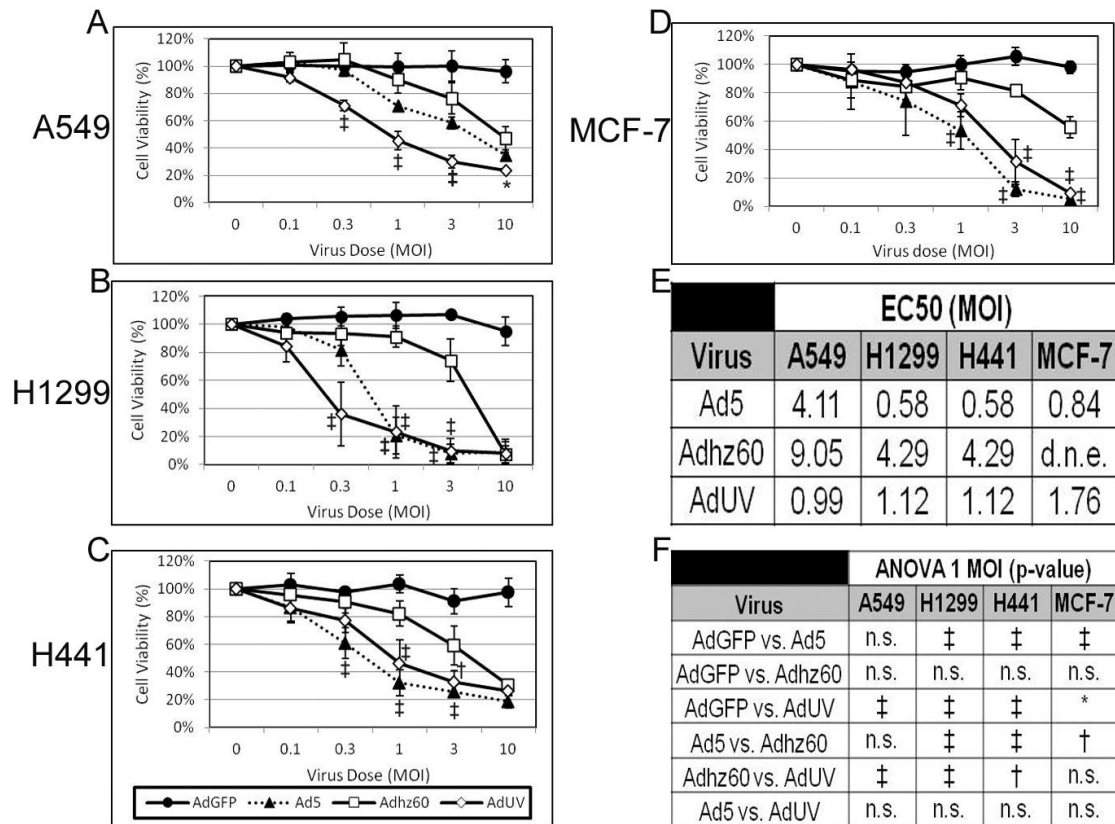 A
A549
Cell Viability (%)
120%
100%
80%
60%
40%
20%
0%
‡
‡
‡
*
0 0.1 0.3 1 3 10
Virus Dose (MOI)
B
H1299
Cell Viability (%)
120%
100%
80%
60%
40%
20%
0%
‡
‡ ‡
‡
‡
0 0.1 0.3 1 3 10
Virus Dose (MOI)
C
H441
Cell Viability (%)
120%
100%
80%
60%
40%
20%
0%
‡
‡
‡
†
‡
0 0.1 0.3 1 3 10
Virus Dose (MOI)
AdGFP Ad5 Adhz60 AdUV
D
MCF-7
Cell Viability (%)
120%
100%
80%
60%
40%
20%
0%
‡
‡
‡
‡
‡
0 0.1 0.3 1 3 10
Virus dose (MOI)
E
EC50 (MOI)
Virus A549 H1299 H441 MCF-7
Ad5 4.11 0.58 0.58 0.84
Adhz60 9.05 4.29 4.29 d.n.e.
AdUV 0.99 1.12 1.12 1.76
F
ANOVA 1 MOI (p-value)
Virus A549 H1299 H441 MCF-7
AdGFP vs. Ad5 n.s. ‡ ‡ ‡
AdGFP vs. Adhz60 n.s. n.s. n.s. n.s.
AdGFP vs. AdUV ‡ ‡ ‡ *
Ad5 vs. Adhz60 n.s. ‡ ‡ †
Adhz60 vs. AdUV ‡ ‡ † n.s.
Ad5 vs. AdUV n.s. n.s. n.s. n.s.